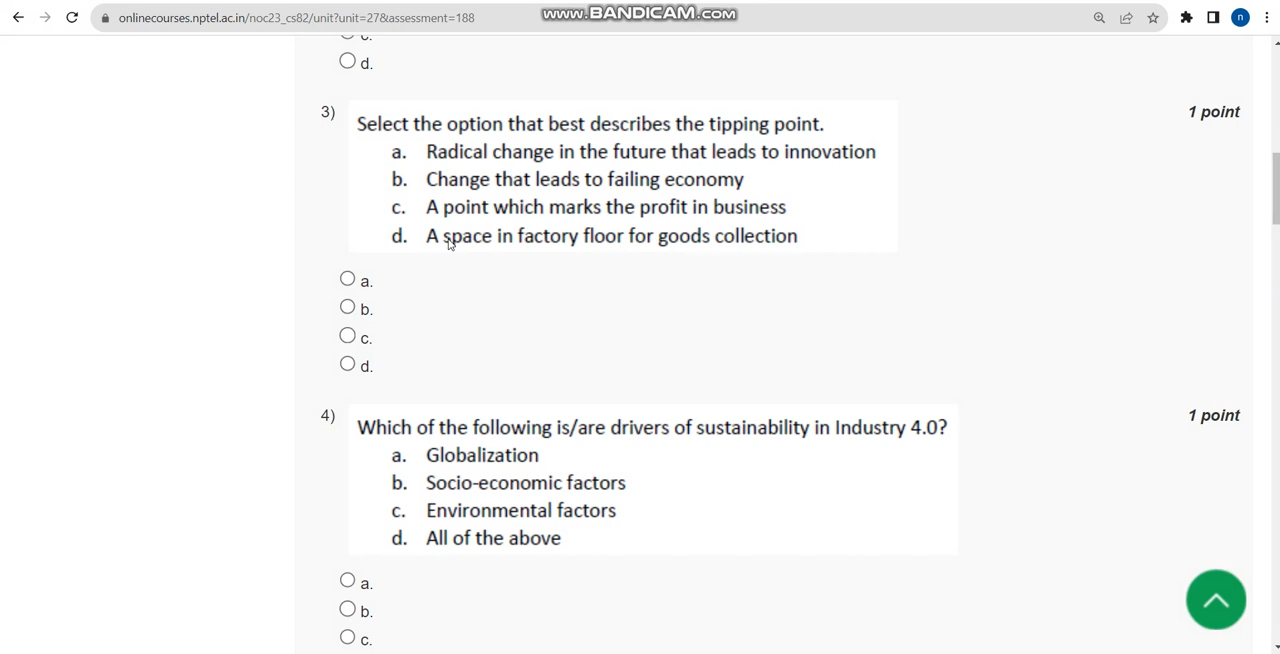 onlinecourses.nptel.ac.in/noc23_cs82/unit?unit=27&assessment=188
www.BANDICAM.com
n
c.
d.
3)
1 point
Select the option that best describes the tipping point.
a. Radical change in the future that leads to innovation
b. Change that leads to failing economy
c. A point which marks the profit in business
d. A space in factory floor for goods collection
a.
b.
c.
d.
4)
1 point
Which of the following is/are drivers of sustainability in Industry 4.0?
a. Globalization
b. Socio-economic factors
c. Environmental factors
d. All of the above
a.
b.
c.